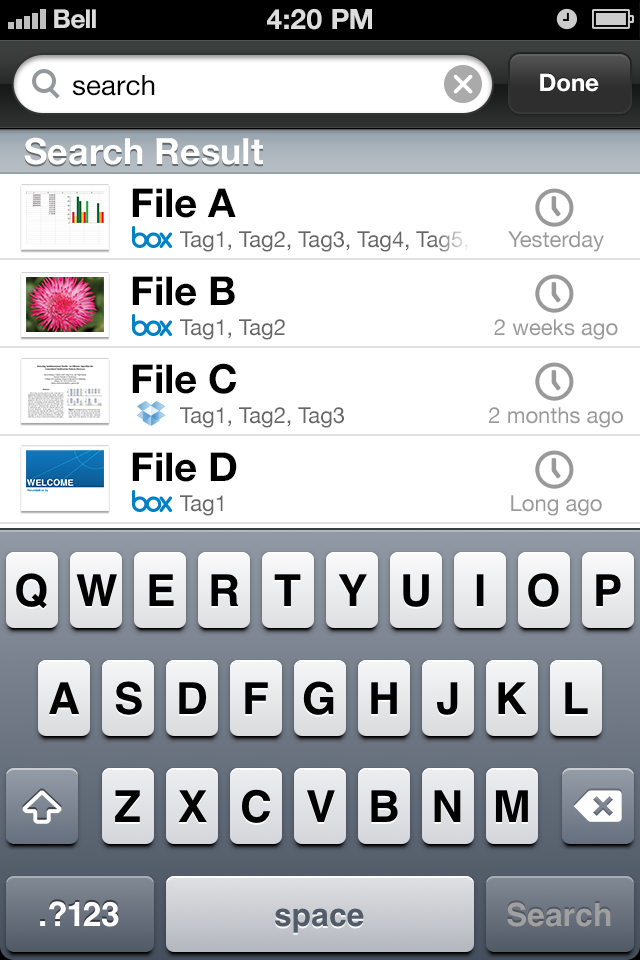 Bell 4:20 PM
search Done
Search Result
File A
box Tag1, Tag2, Tag3, Tag4, Tag5,
Yesterday
File B
box Tag1, Tag2
2 weeks ago
File C
Tag1, Tag2, Tag3
2 months ago
WELCOME
File D
box Tag1
Long ago
Q W E R T Y U I O P
A S D F G H J K L
Z X C V B N M
.?123 space Search